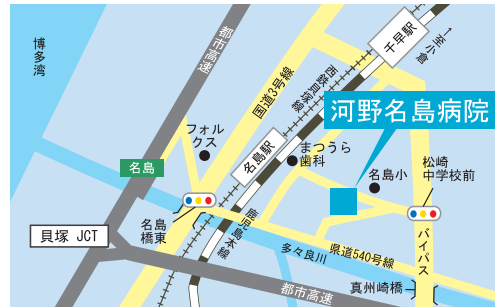 博多湾
都市高速
国道3号線
西鉄貝塚線
千早駅
↑至小倉
河野名島病院
フォル
クス
名島駅
まつうら
歯科
名島
名島小
松崎
中学校前
名島
橋東
鹿児島本線
県道540号線
多々良川
バイパス
貝塚 JCT
真州崎橋
都市高速